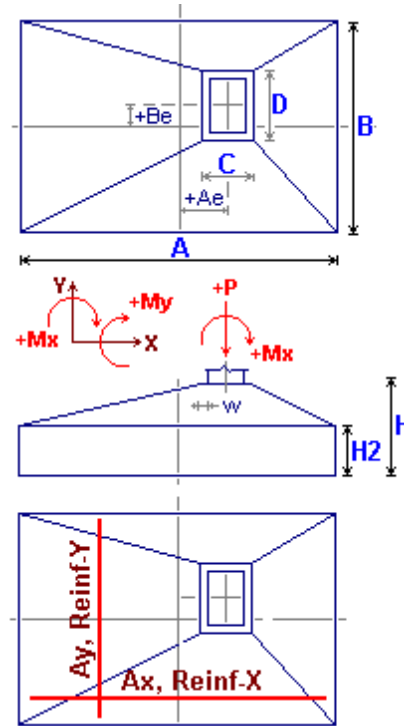 D
+Be
B
C
+Ae
A
Y
+My
+P
+Mx
X
+Mx
W
H
H2
Ay, Reinf-Y
Ax, Reinf-X